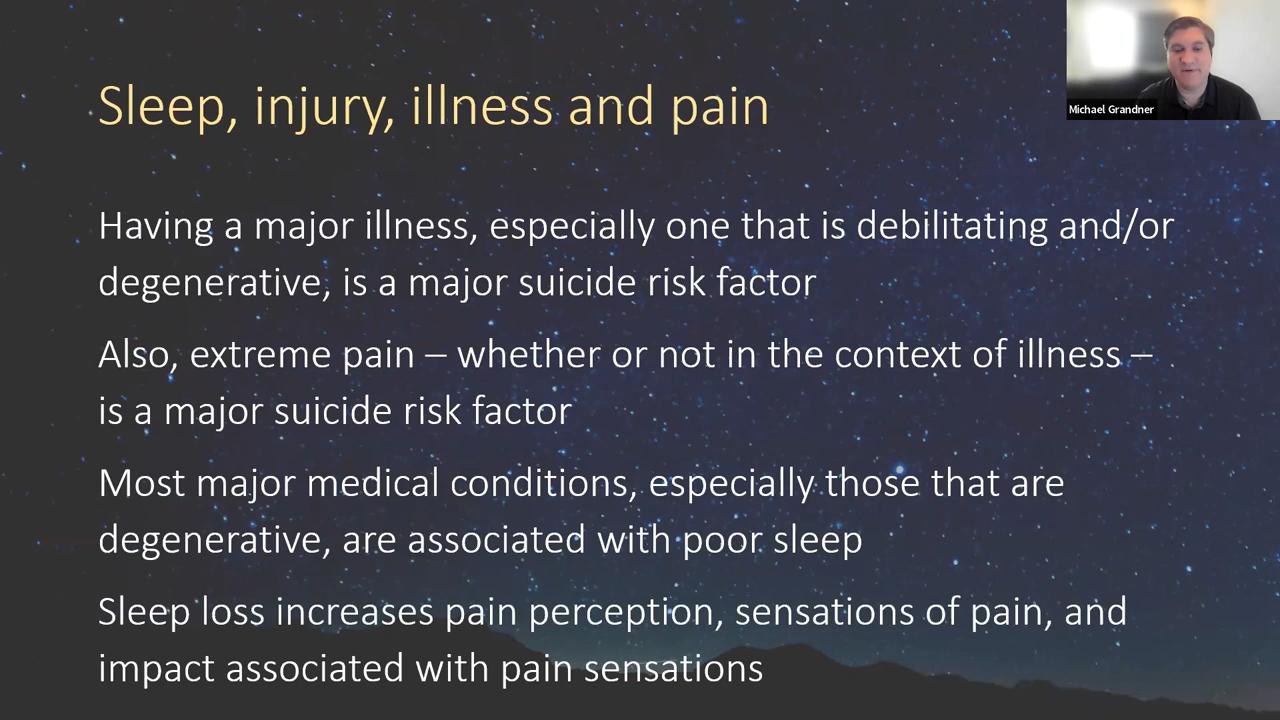 Sleep, injury, illness and pain
Michael Grandner
Having a major illness, especially one that is debilitating and/or
degenerative, is a major suicide risk factor
Also, extreme pain – whether or not in the context of illness –
is a major suicide risk factor
Most major medical conditions, especially those that are
degenerative, are associated with poor sleep
Sleep loss increases pain perception, sensations of pain, and
impact associated with pain sensations